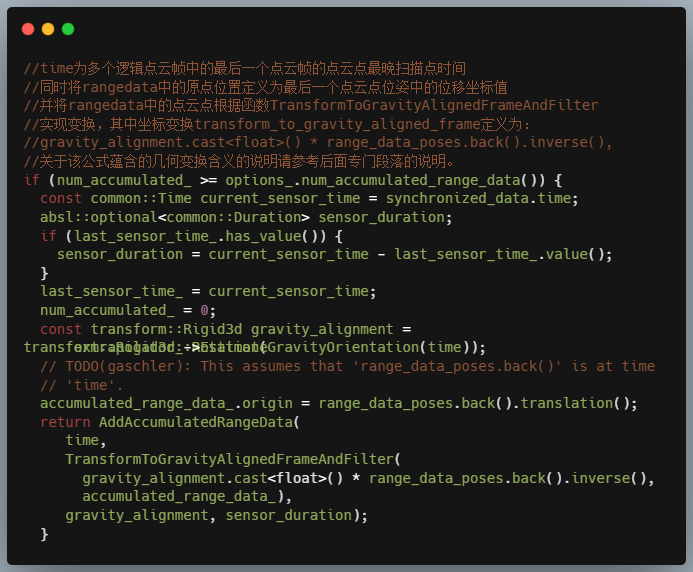 //time为多个逻辑点云帧中的最后一个点云帧的点云点最晚扫描点时间
//同时将rangedata中的原点位置定义为最后一个点云点位姿中的位移坐标值
//并将rangedata中的点云点根据函数TransformToGravityAlignedFrameAndFilter
//实现变换，其中坐标变换transform_to_gravity_aligned_frame定义为：
//gravity_alignment.cast<float>() * range_data_poses.back().inverse(),
//关于该公式蕴含的几何变换含义的说明请参考后面专门段落的说明。
if (num_accumulated_ >= options_.num_accumulated_range_data()) {
const common::Time current_sensor_time = synchronized_data.time;
absl::optional<common::Duration> sensor_duration;
if (last_sensor_time_.has_value()) {
sensor_duration = current_sensor_time - last_sensor_time_.value();
}
last_sensor_time_ = current_sensor_time;
num_accumulated_ = 0;
const transform::Rigid3d gravity_alignment =
transform::Rigid3d::Rotation(
extrapolator_->EstimateGravityOrientation(time));
// TODO(gaschler): This assumes that 'range_data_poses.back()' is at time
// 'time'.
accumulated_range_data_.origin = range_data_poses.back().translation();
return AddAccumulatedRangeData(
time,
TransformToGravityAlignedFrameAndFilter(
gravity_alignment.cast<float>() * range_data_poses.back().inverse(),
accumulated_range_data_),
gravity_alignment, sensor_duration);
}